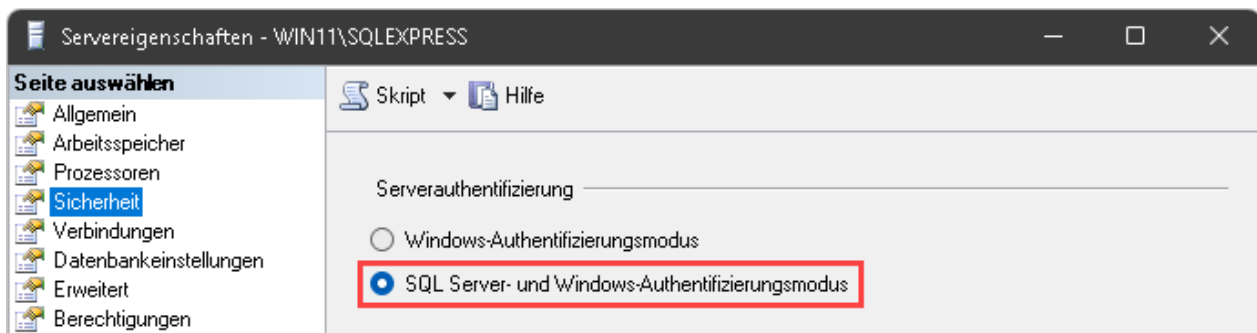 Servereigenschaften - WIN11\SQLEXPRESS
Seite auswählen
Allgemein
Arbeitsspeicher
Prozessoren
Sicherheit
Verbindungen
Datenbankeinstellungen
Erweitert
Berechtigungen
Skript
Hilfe
Serverauthentifizierung
Windows-Authentifizierungsmodus
SQL Server- und Windows-Authentifizierungsmodus